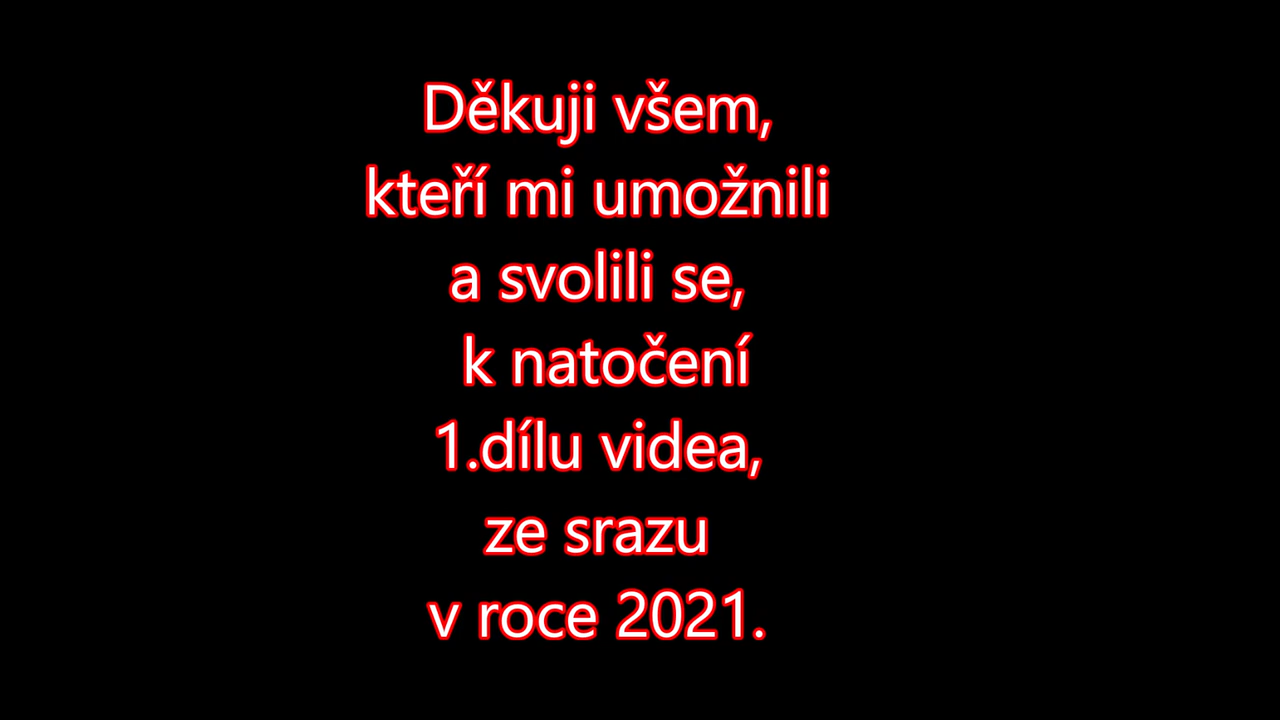 Děkuji všem,
kteří mi umožnili
a svolili se,
k natočení
1.dílu videa,
ze srazu
v roce 2021.